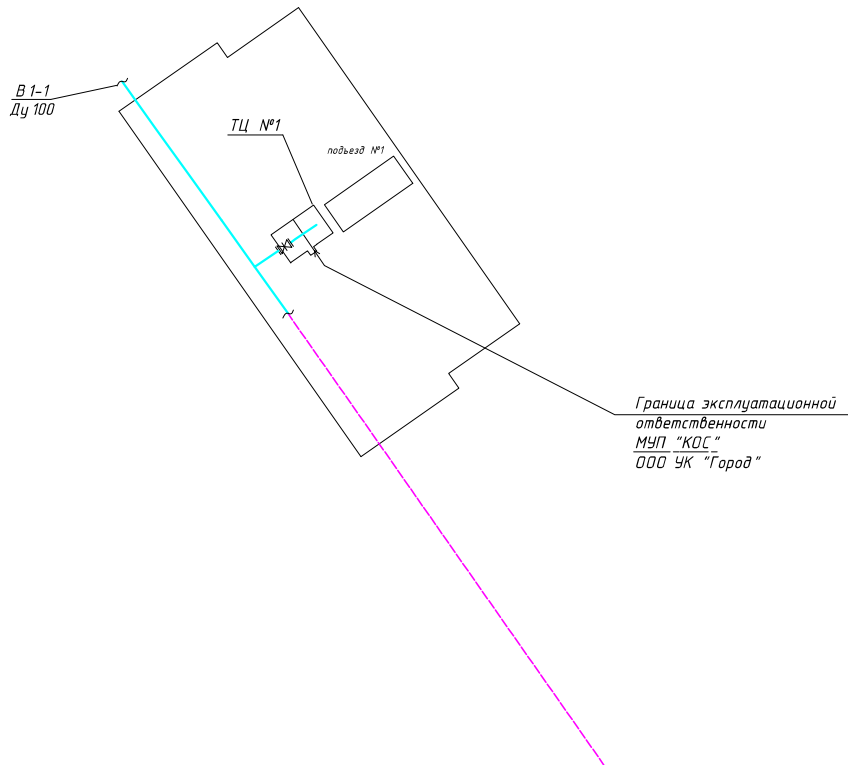 В 1-1
Ду 100
ТЦ №1
подъезд №1
Граница эксплуатационной
ответственности
МУП "КОС"
ООО УК "Город"